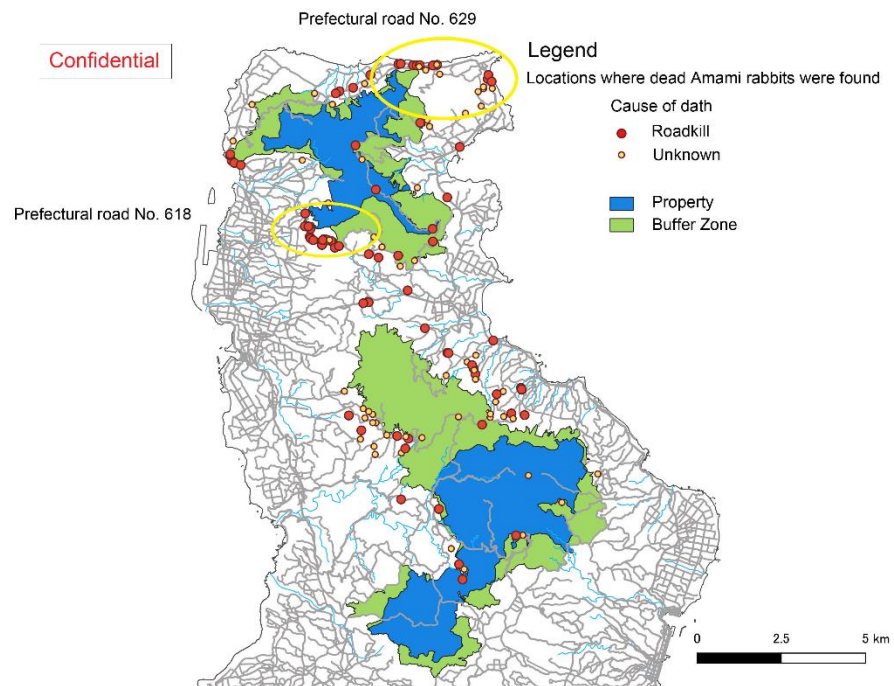 Prefectural road No. 629
Confidential
Legend
Locations where dead Amami rabbits were found
Cause of dath
Roadkill
Unknown
Property
Buffer Zone
Prefectural road No. 618
0 2.5 5 km